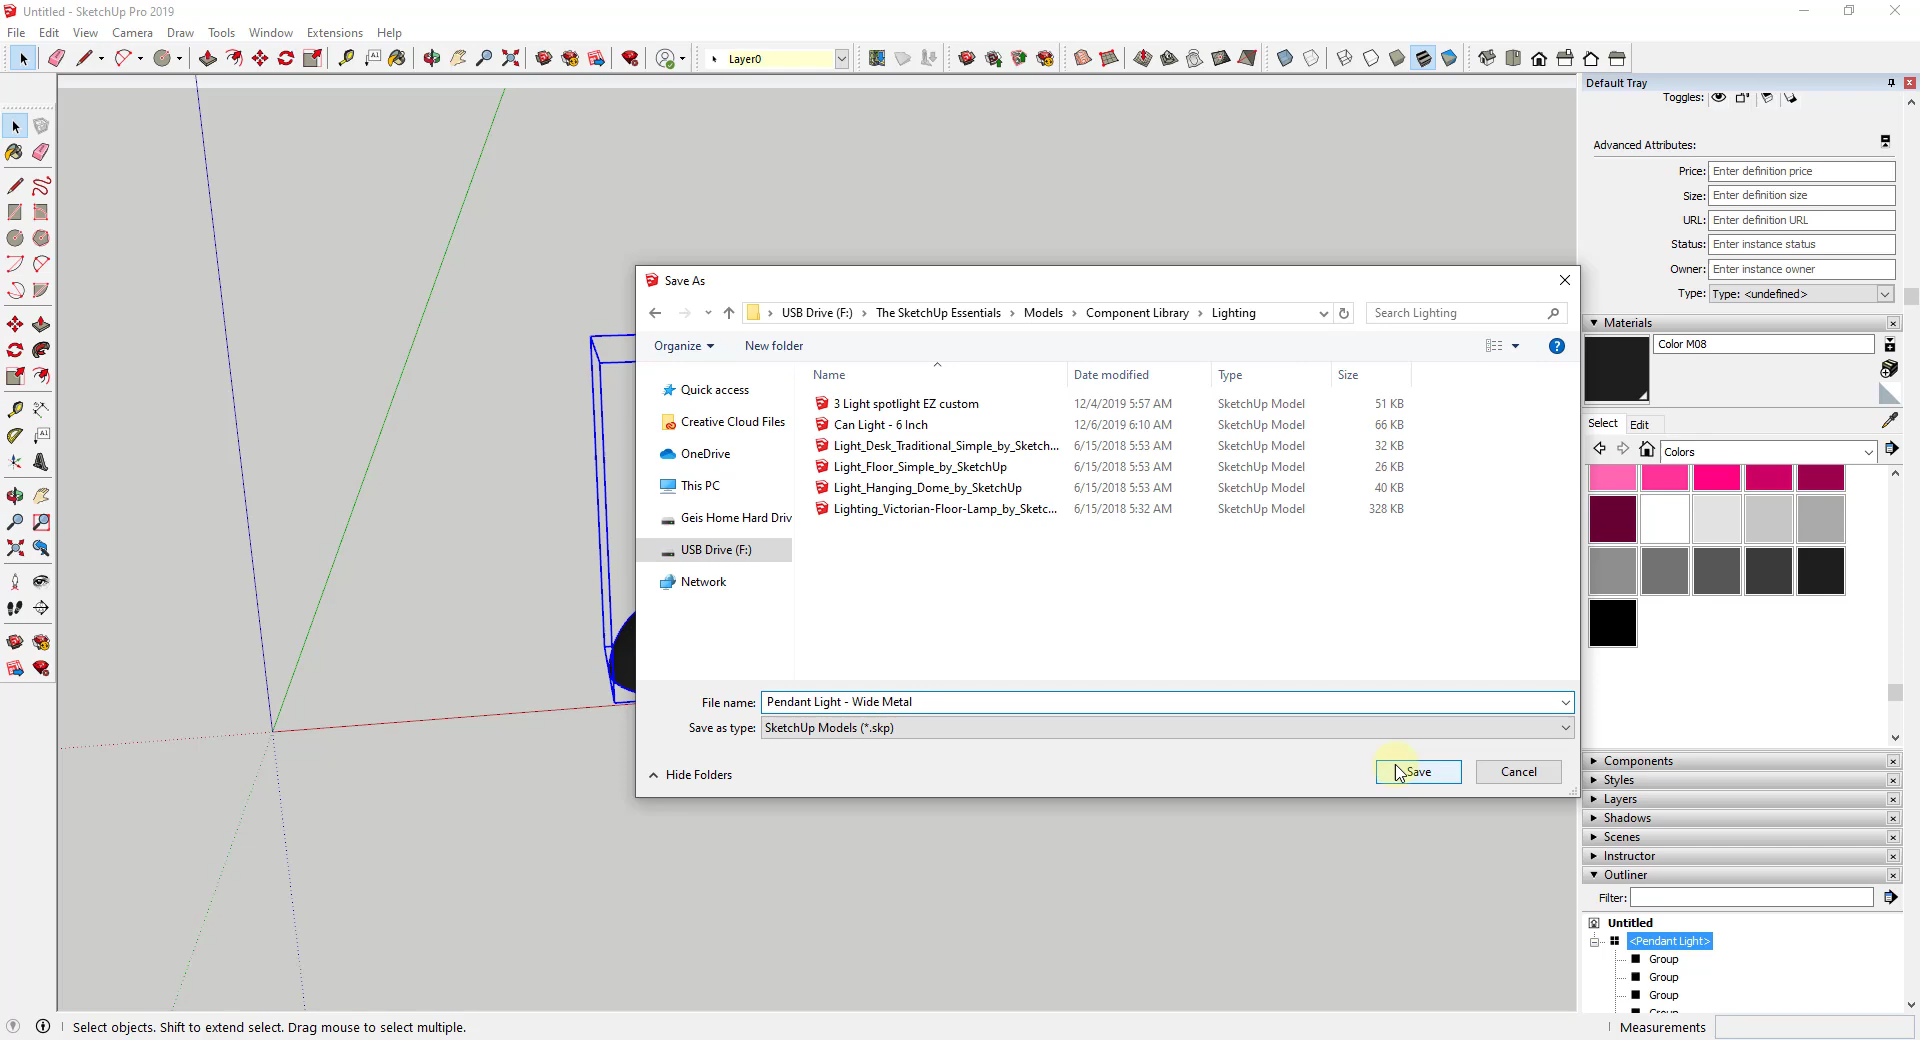 Untitled - SketchUp Pro 2019
File Edit View Camera Draw Tools Window Extensions Help
Layer0
Default Tray
Toggles:
Advanced Attributes:
Price: Enter definition price
Size: Enter definition size
URL: Enter definition URL
Status: Enter instance status
Owner: Enter instance owner
Type: Type: <undefined>
Materials
Color M08
Select Edit
Colors
Save As
USB Drive (F:) › The SketchUp Essentials › Models › Component Library › Lighting
Search Lighting
Organize New folder
Quick access
Creative Cloud Files
OneDrive
This PC
Geis Home Hard Driv
USB Drive (F:)
Network
Name Date modified Type Size
3 Light spotlight EZ custom 12/4/2019 5:57 AM SketchUp Model 51 KB
Can Light - 6 Inch 12/6/2019 6:10 AM SketchUp Model 66 KB
Light_Desk_Traditional_Simple_by_Sketch... 6/15/2018 5:53 AM SketchUp Model 32 KB
Light_Floor_Simple_by_SketchUp 6/15/2018 5:53 AM SketchUp Model 26 KB
Light_Hanging_Dome_by_SketchUp 6/15/2018 5:53 AM SketchUp Model 40 KB
Lighting_Victorian-Floor-Lamp_by_Sketc... 6/15/2018 5:32 AM SketchUp Model 328 KB
File name: Pendant Light - Wide Metal
Save as type: SketchUp Models (*.skp)
Hide Folders
Save Cancel
Components
Styles
Layers
Shadows
Scenes
Instructor
Outliner
Filter:
Untitled
<Pendant Light>
Group
Group
Group
Group
Select objects. Shift to extend select. Drag mouse to select multiple.
Measurements